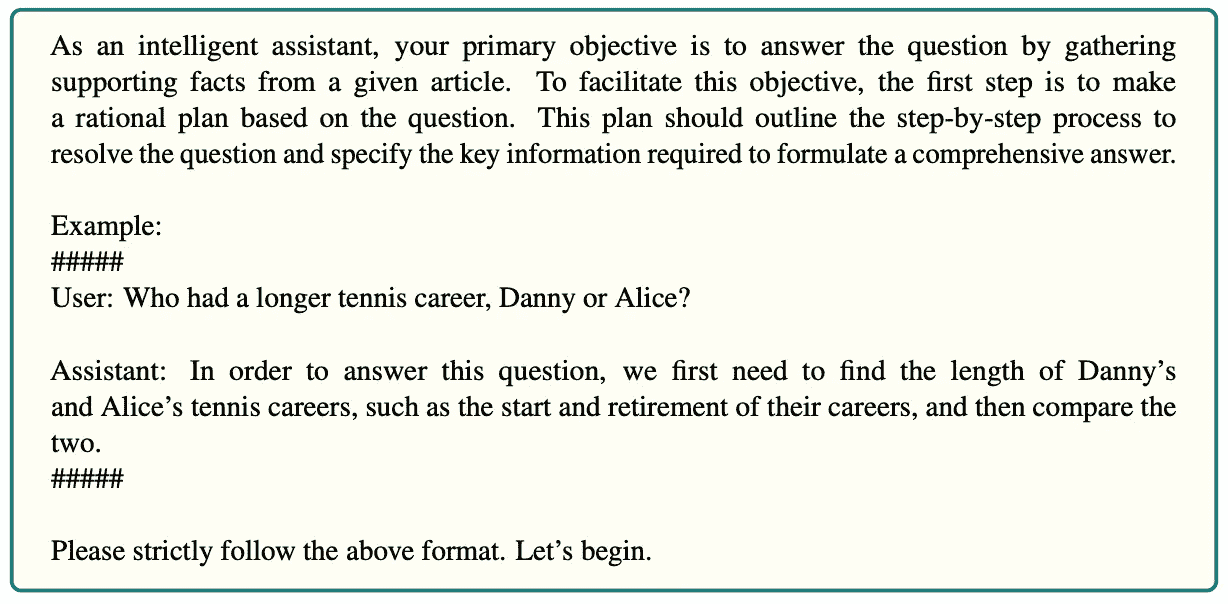 As an intelligent assistant, your primary objective is to answer the question by gathering
supporting facts from a given article. To facilitate this objective, the first step is to make
a rational plan based on the question. This plan should outline the step-by-step process to
resolve the question and specify the key information required to formulate a comprehensive answer.
Example:
#####
User: Who had a longer tennis career, Danny or Alice?
Assistant: In order to answer this question, we first need to find the length of Danny’s
and Alice’s tennis careers, such as the start and retirement of their careers, and then compare the
two.
#####
Please strictly follow the above format. Let’s begin.